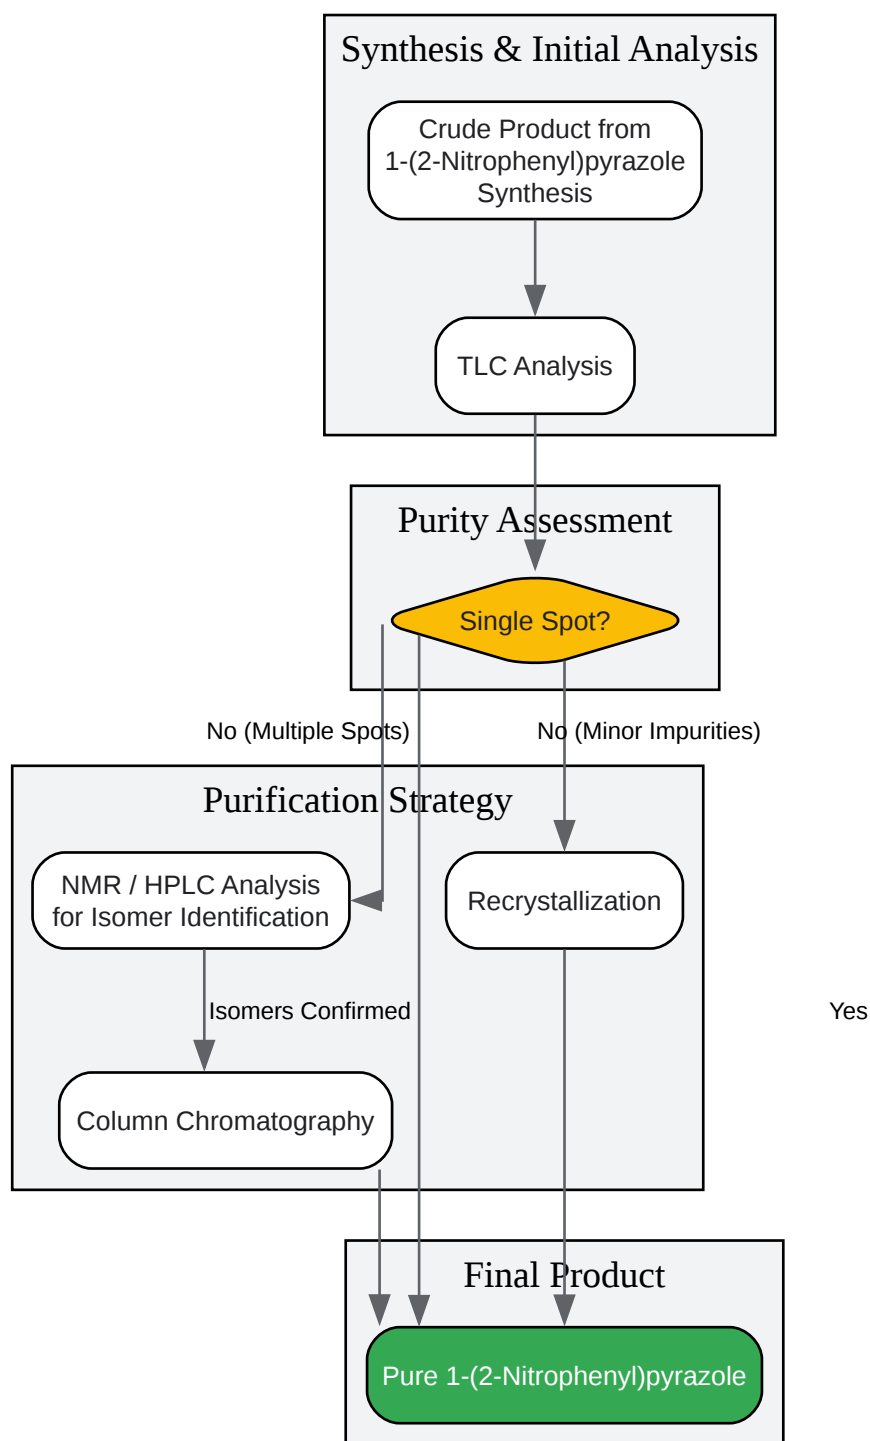 Synthesis & Initial Analysis
Crude Product from
1-(2-Nitrophenyl)pyrazole
Synthesis
TLC Analysis
Purity Assessment
Single Spot?
No (Multiple Spots)
No (Minor Impurities)
Purification Strategy
NMR / HPLC Analysis
for Isomer Identification
Recrystallization
Isomers Confirmed
Yes
Column Chromatography
Final Product
Pure 1-(2-Nitrophenyl)pyrazole